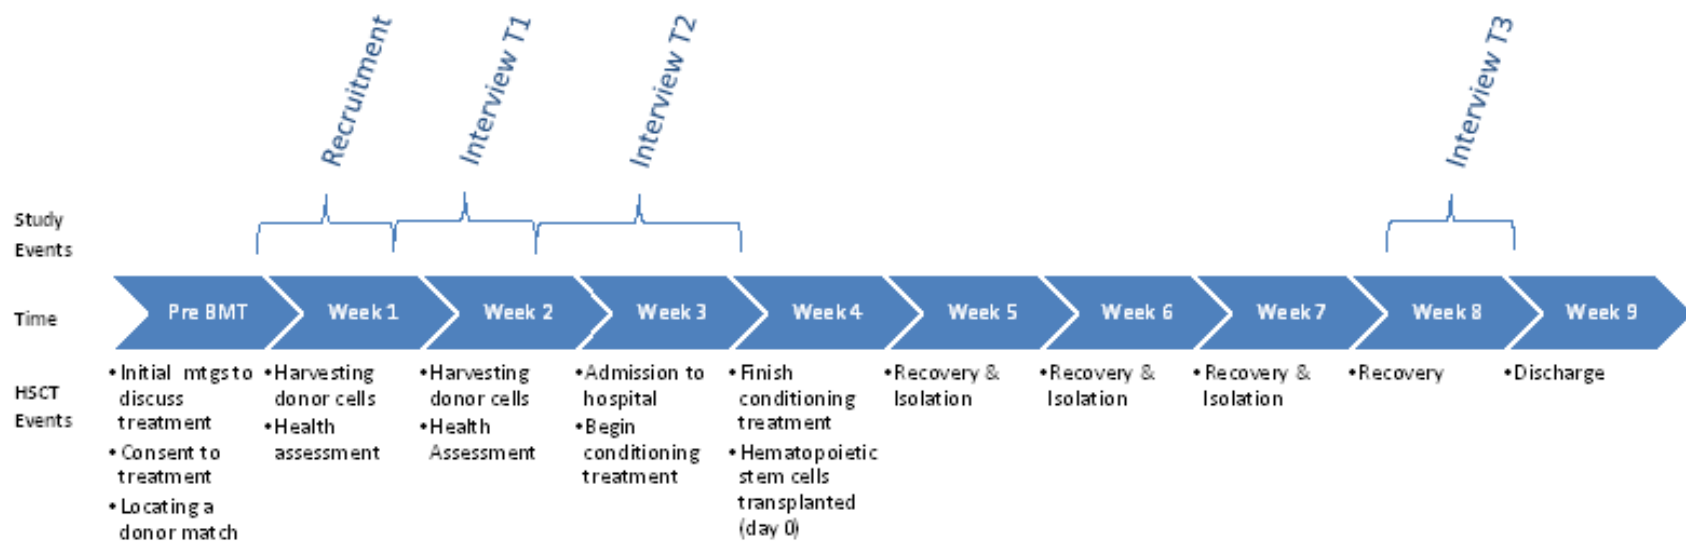 Recruitment
Interview T1
Interview T2
Interview T3
Study
Events
Time
Pre BMT
Week 1
Week 2
Week 3
Week 4
Week 5
Week 6
Week 7
Week 8
Week 9
HSCT
Events
• Initial mtgs to
discuss
treatment
• Consent to
treatment
• Locating a
donor match
• Harvesting
donor cells
• Health
assessment
• Harvesting
donor cells
• Health
Assessment
• Admission to
hospital
• Begin
conditioning
treatment
• Finish
conditioning
treatment
• Hematopoietic
stem cells
transplanted
(day 0)
• Recovery &
Isolation
• Recovery &
Isolation
• Recovery &
Isolation
• Recovery
• Discharge